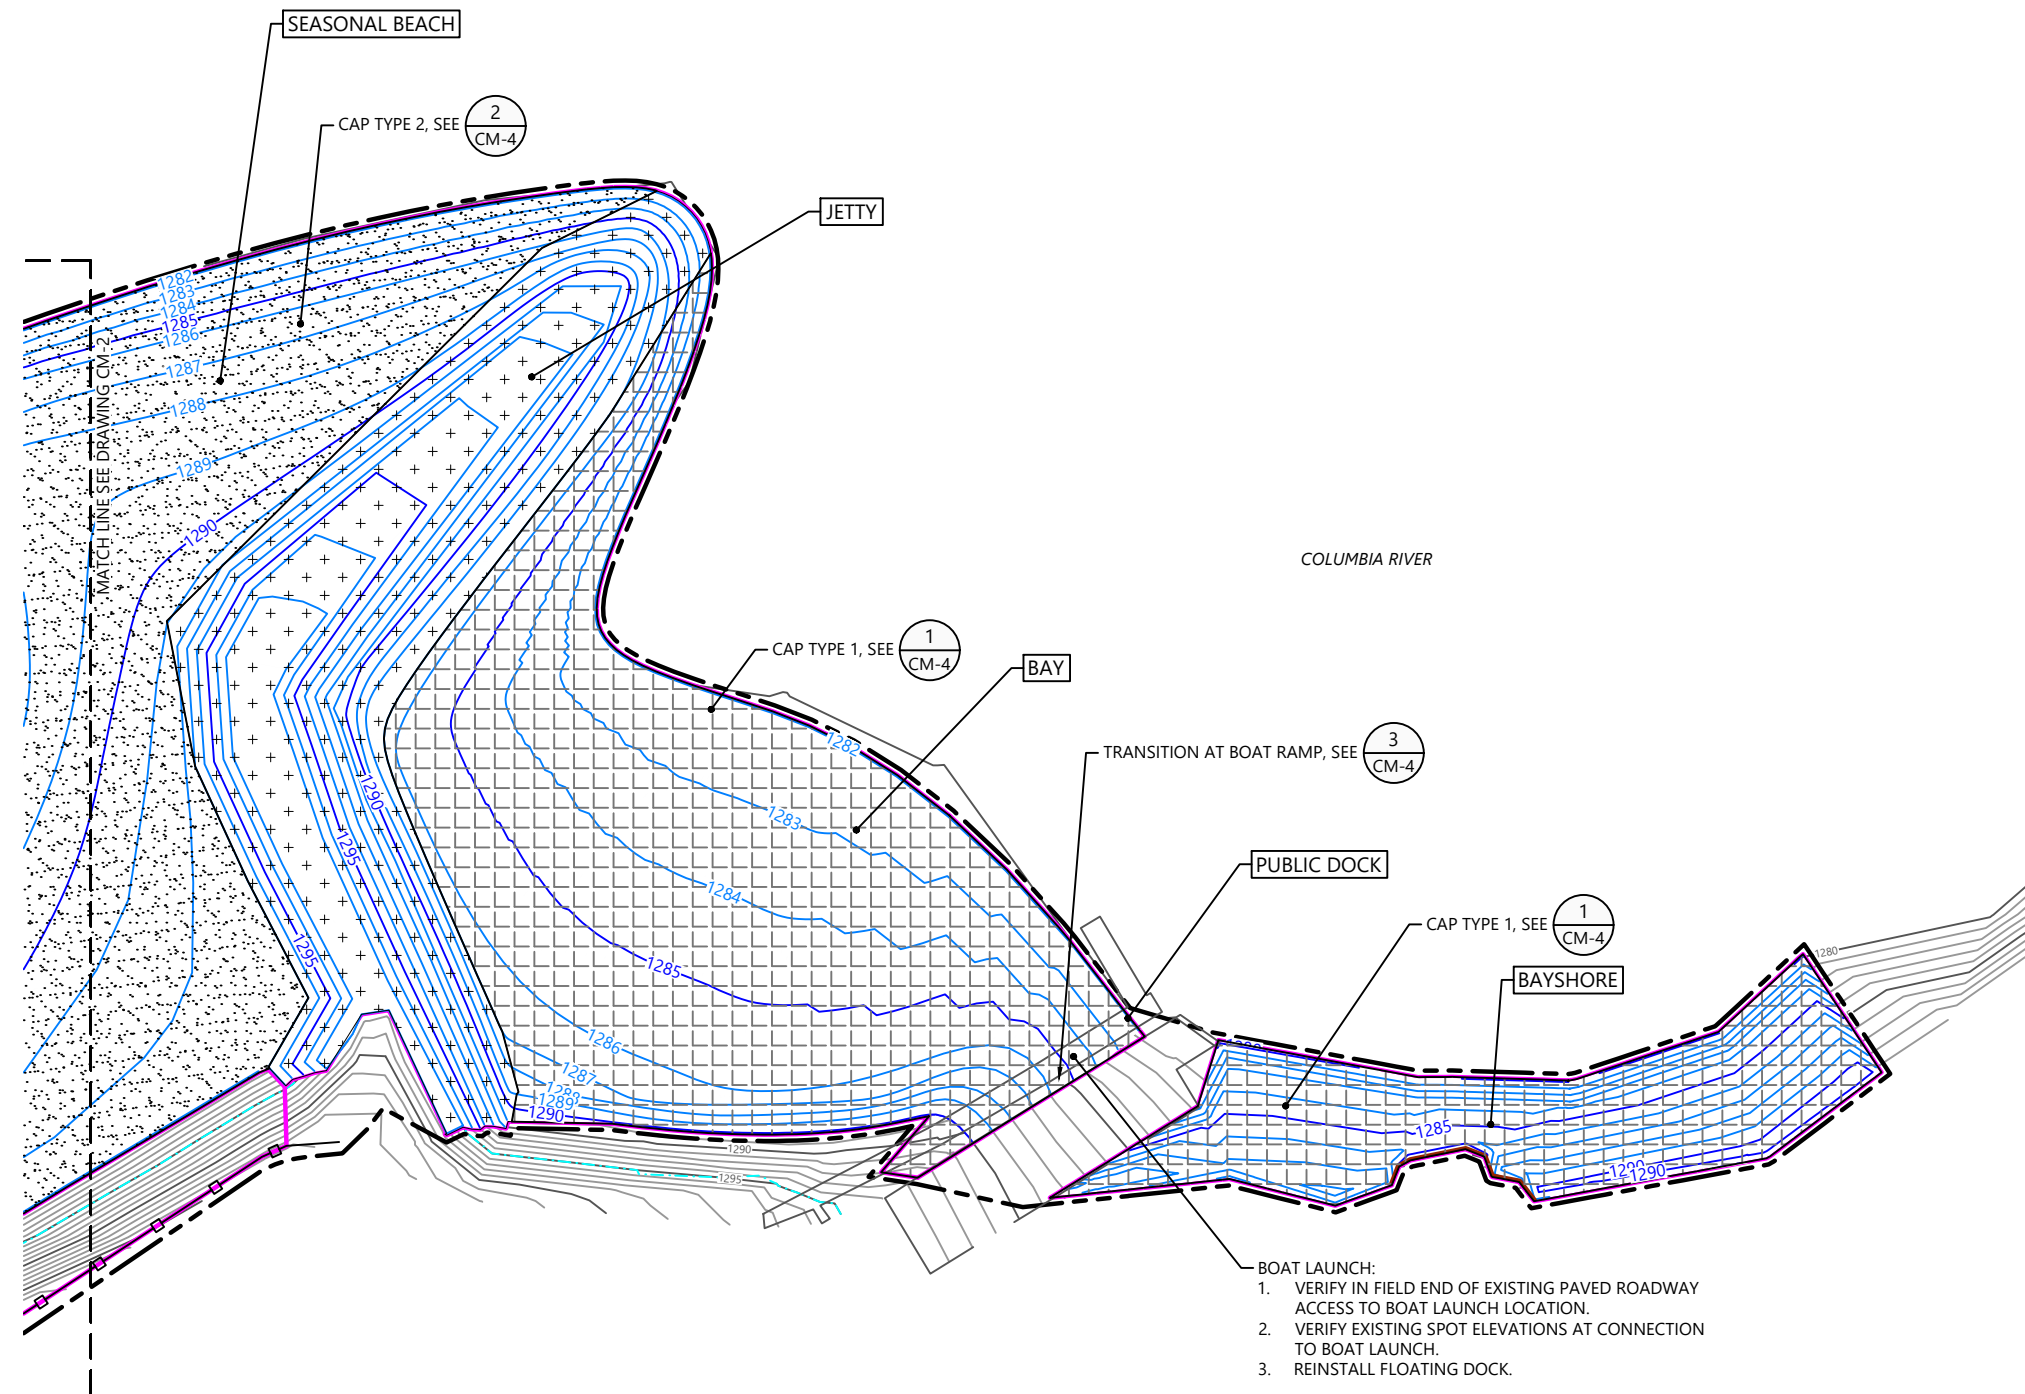 SEASONAL BEACH
CAP TYPE 2, SEE
2
CM-4
JETTY
1282
1283
1284
1285
1286
1287
1288
1289
1290
MATCH LINE SEE DRAWING CM-2
COLUMBIA RIVER
CAP TYPE 1, SEE
1
CM-4
BAY
1282
TRANSITION AT BOAT RAMP, SEE
3
CM-4
1290
1283
1295
PUBLIC DOCK
1284
CAP TYPE 1, SEE
1
CM-4
1295
1285
BAYSHORE
1280
1286
1287
1288
1289
1290
1285
1290
1295
1290
1290
BOAT LAUNCH:
1. VERIFY IN FIELD END OF EXISTING PAVED ROADWAY
ACCESS TO BOAT LAUNCH LOCATION.
2. VERIFY EXISTING SPOT ELEVATIONS AT CONNECTION
TO BOAT LAUNCH.
3. REINSTALL FLOATING DOCK.